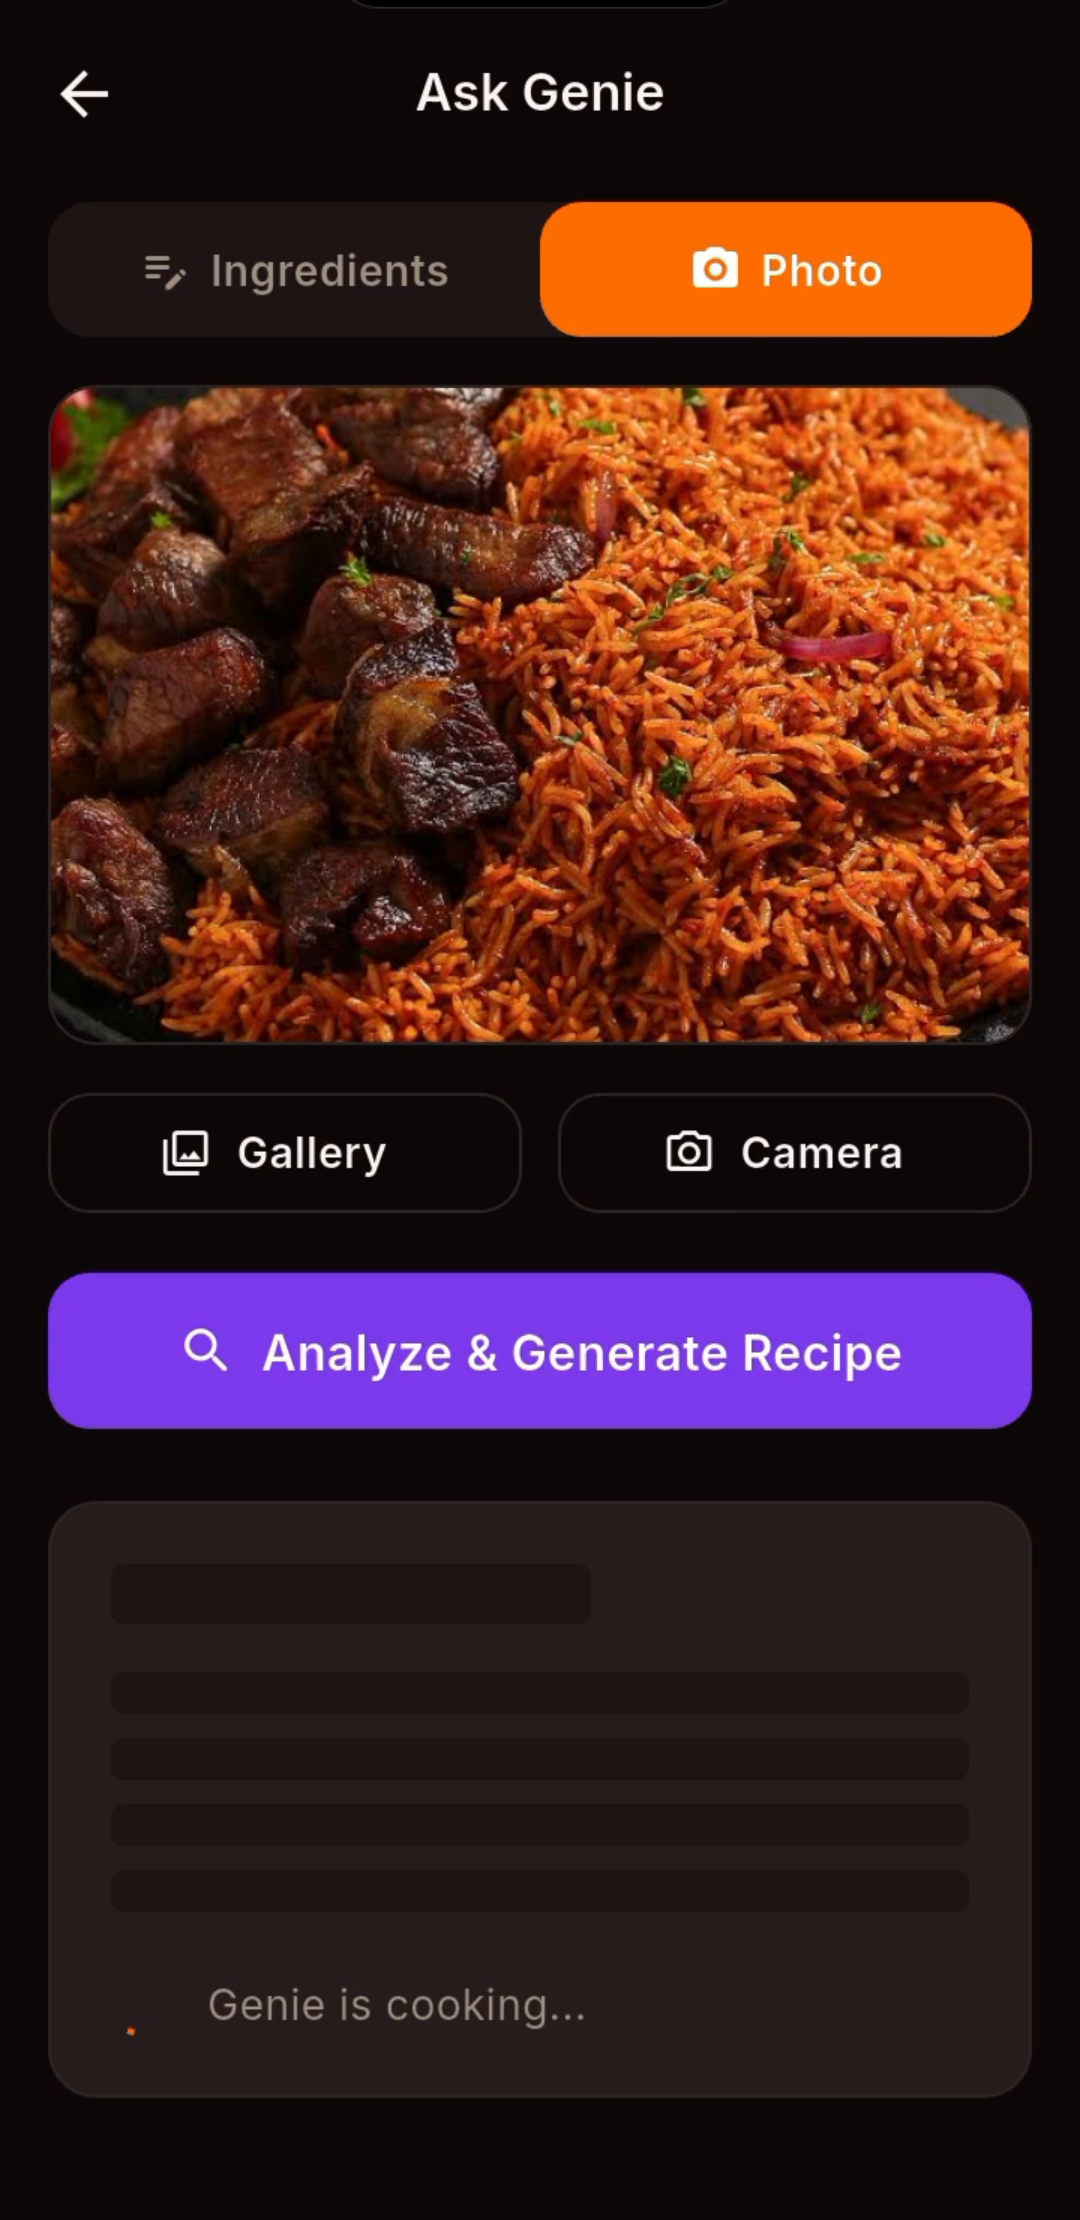 Ask Genie
Ingredients
Photo
Gallery
Camera
Analyze & Generate Recipe
Genie is cooking...